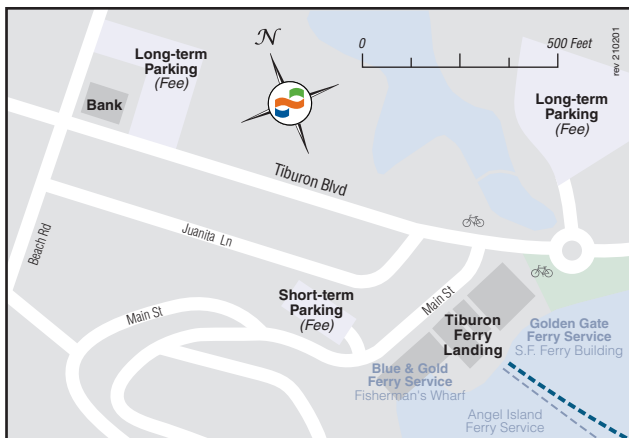 N
0
500 Feet
rev 210201
Long-term
Parking
(Fee)
Bank
Long-term
Parking
(Fee)
Tiburon Blvd
Beach Rd
Juanita Ln
Main St
Short-term
Parking
(Fee)
Main St
Tiburon
Ferry
Landing
Golden Gate
Ferry Service
S.F. Ferry Building
Blue & Gold
Ferry Service
Fisherman's Wharf
Angel Island
Ferry Service